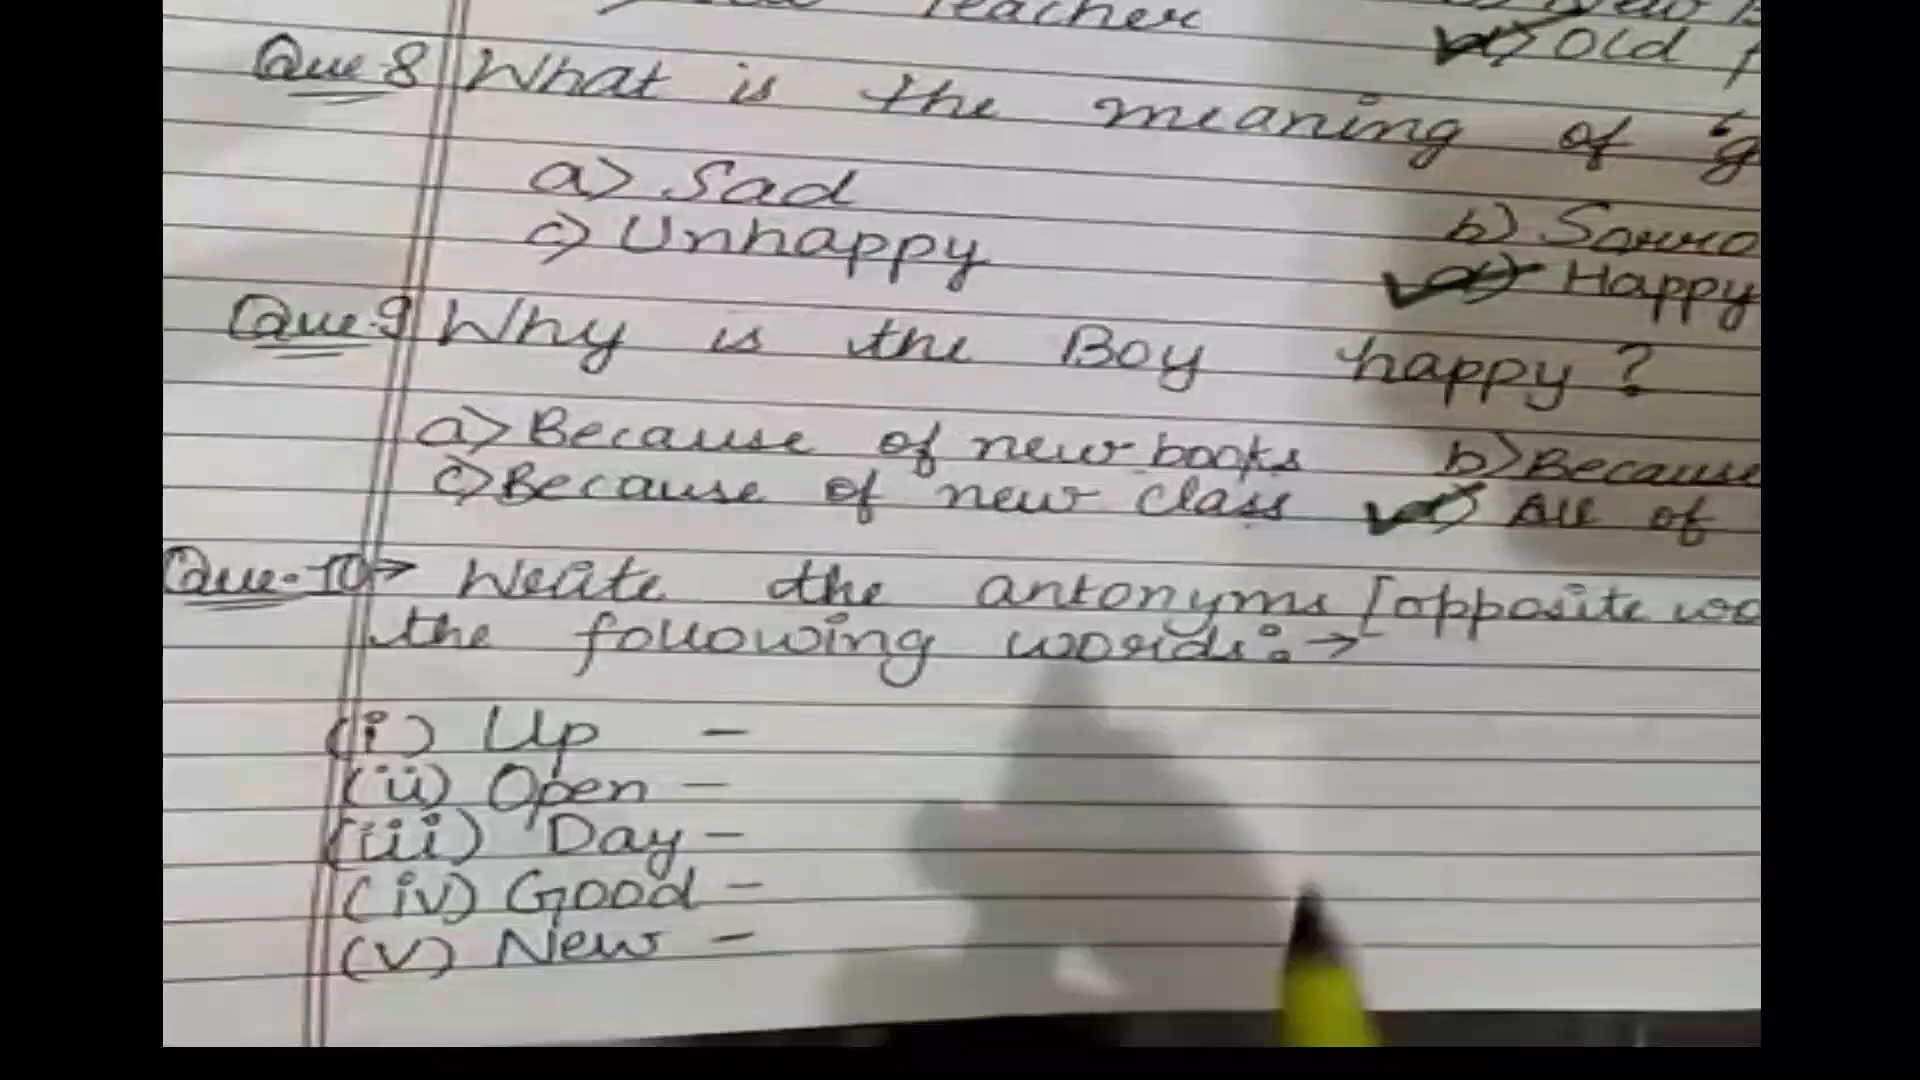 Teacher
d) Old
Que.8 What is the meaning of 'g
a) Sad
b) Sorro
c) Unhappy
d) Happy
Que.9 Why is the Boy happy?
a) Because of new books b) Because
c) Because of new class d) All of
Que.10→ Write the antonyms [opposite wo
the following words:→
(i) Up -
(ii) Open -
(iii) Day -
(iv) Good -
(v) New -